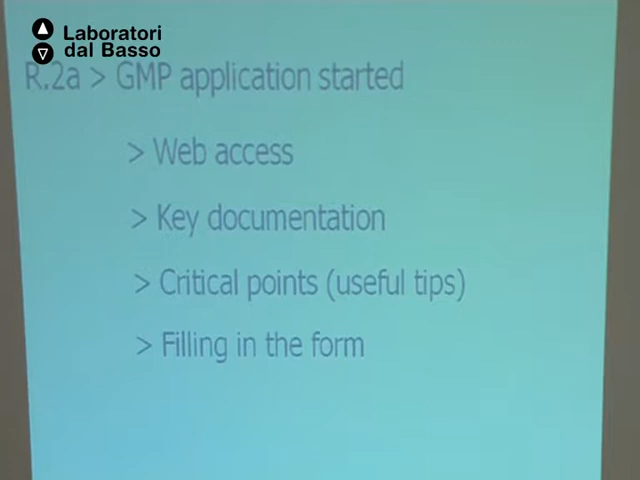 Laboratori
dal Basso
R.2a > GMP application started
> Web access
> Key documentation
> Critical points (useful tips)
> Filling in the form